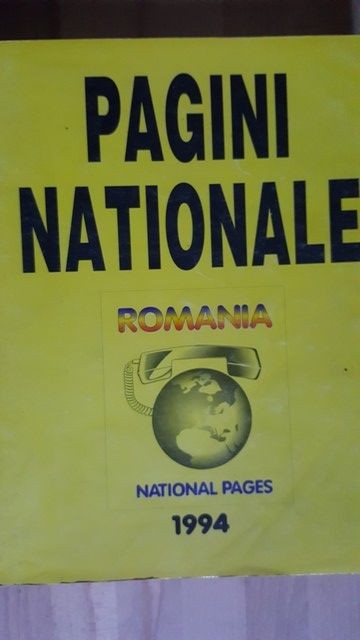 PAGINI
NATIONALE
ROMANIA
NATIONAL PAGES
1994